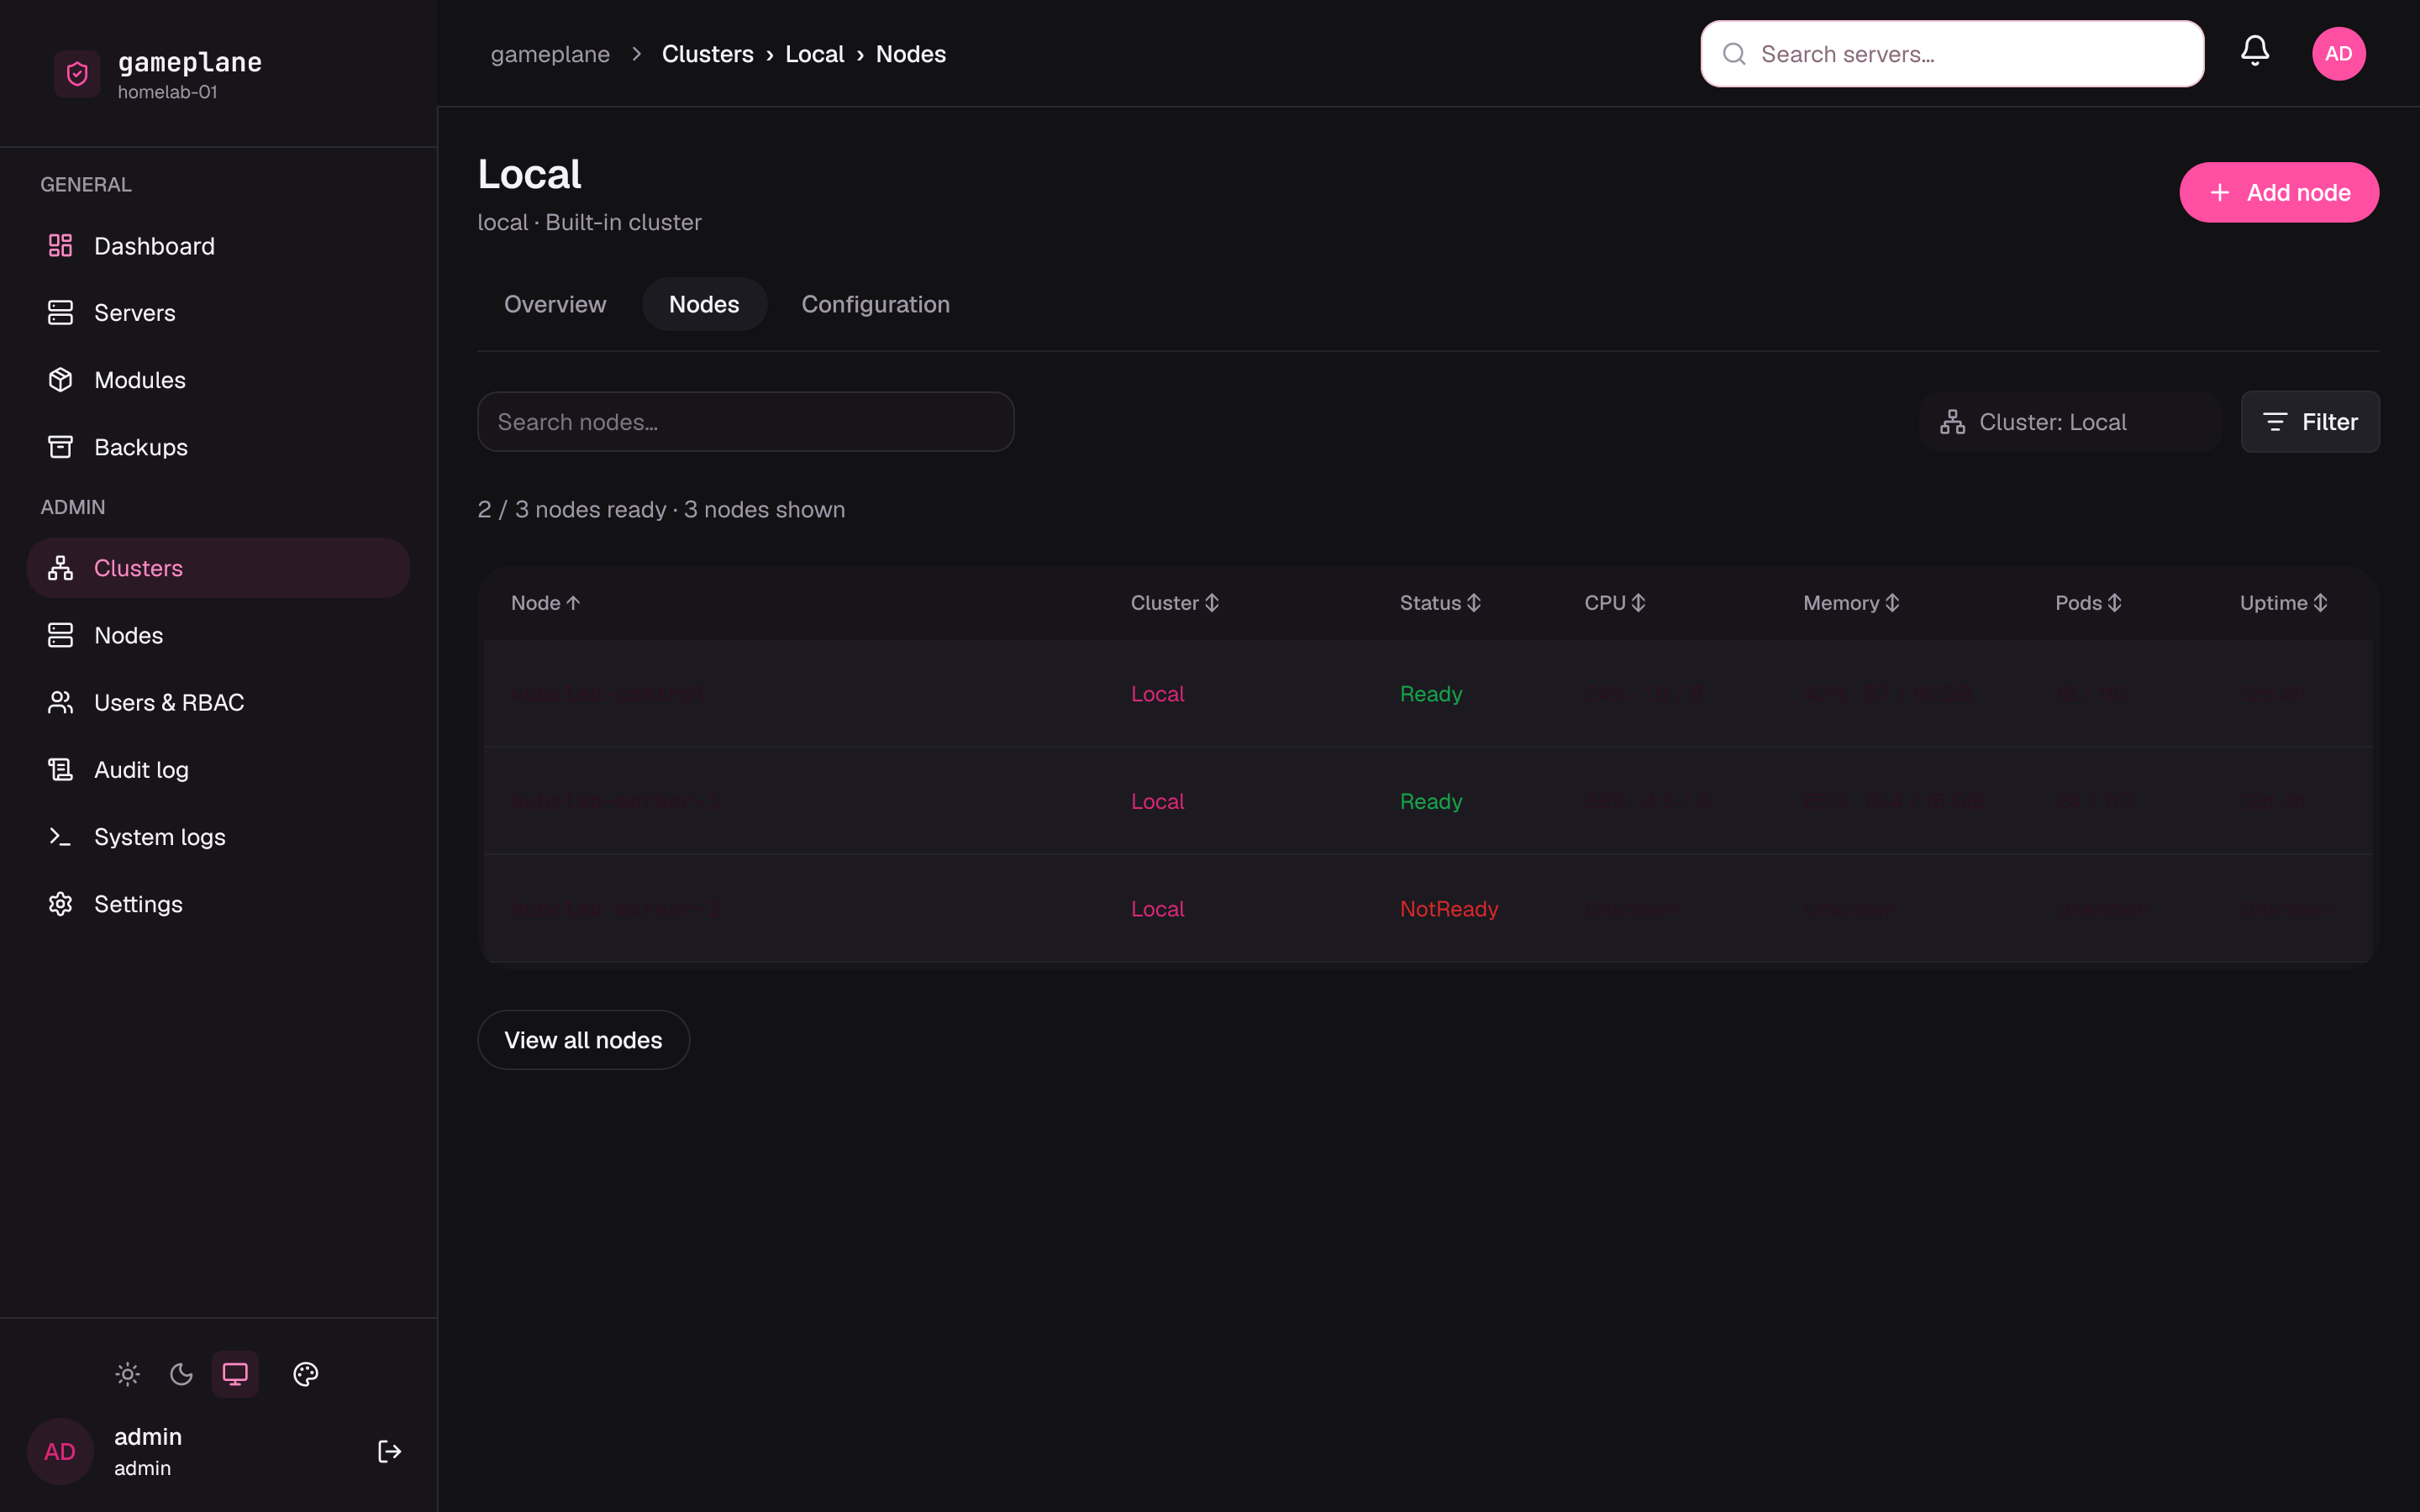 gameplane
homelab-01
gameplane > Clusters › Local › Nodes
Search servers...
AD
GENERAL
Dashboard
Servers
Modules
Backups
ADMIN
Clusters
Nodes
Users & RBAC
Audit log
System logs
Settings
AD
admin
admin
Local
local · Built-in cluster
Add node
Overview
Nodes
Configuration
Search nodes...
Cluster: Local
Filter
2 / 3 nodes ready · 3 nodes shown
Node Cluster Status CPU Memory Pods Uptime
Local Ready
Local Ready
Local NotReady
View all nodes